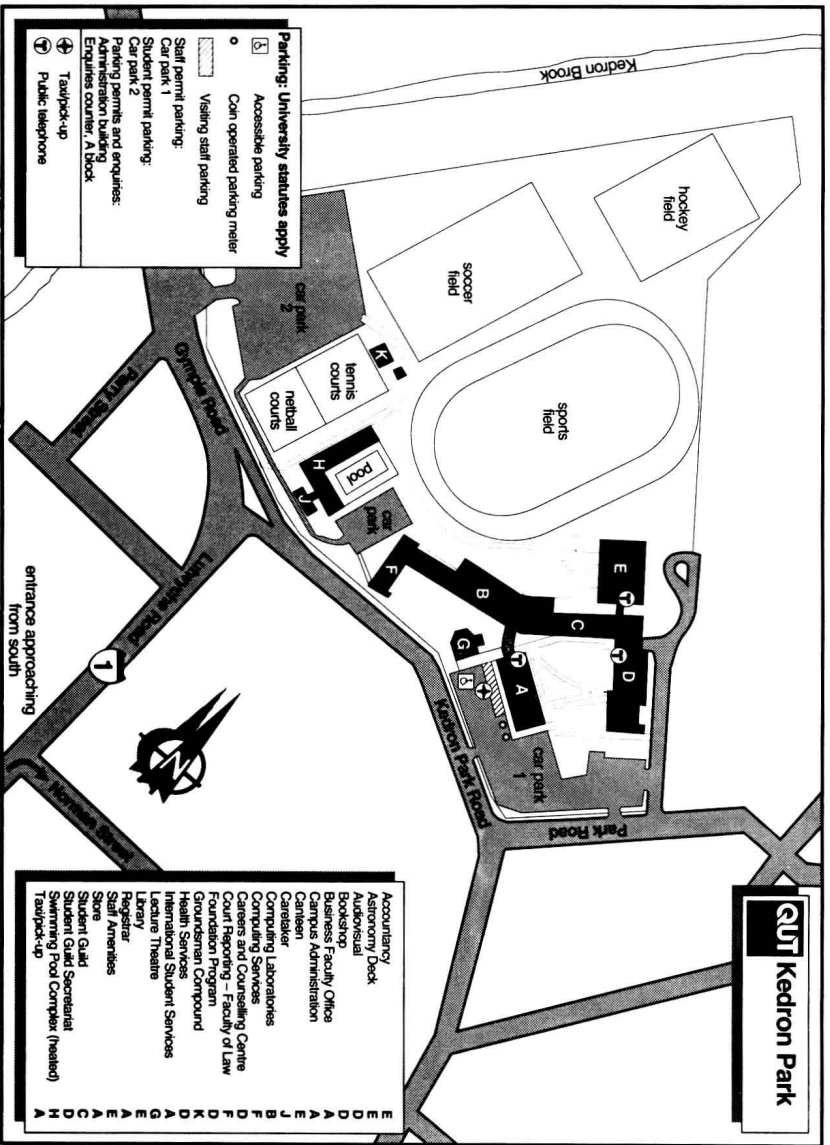 QUT Kedron Park
Kedron Brook
hockey
field
soccer
field
sports
field
car park
2
K
tennis
courts
netball
courts
H
pool
J
car
park
F
B
C
E
T
T
D
G
T
A
car park
1
Park Road
Kedron Park Road
Gympie Road
Perry Street
Lutwyche Road
1
Norman Street
N
entrance approaching
from south
Parking: University statutes apply
Accessible parking
Coin operated parking meter
Visiting staff parking
Staff permit parking:
Car park 1
Student permit parking:
Car park 2
Parking permits and enquiries:
Administration building
Enquiries counter, A block
Taxi/pick-up
T Public telephone
Accountancy E
Astronomy Deck E
Audiovisual D
Bookshop D
Business Faculty Office A
Campus Administration A
Canteen E
Caretaker J
Computing Laboratories B
Computing Services F
Careers and Counselling Centre D
Court Reporting – Faculty of Law F
Foundation Program D
Groundsman Compound K
Health Services D
International Student Services A
Lecture Theatre G
Library E
Registrar A
Staff Amenities E
Store A
Student Guild C
Student Guild Secretariat D
Swimming Pool Complex (heated) H
Taxi/pick-up A